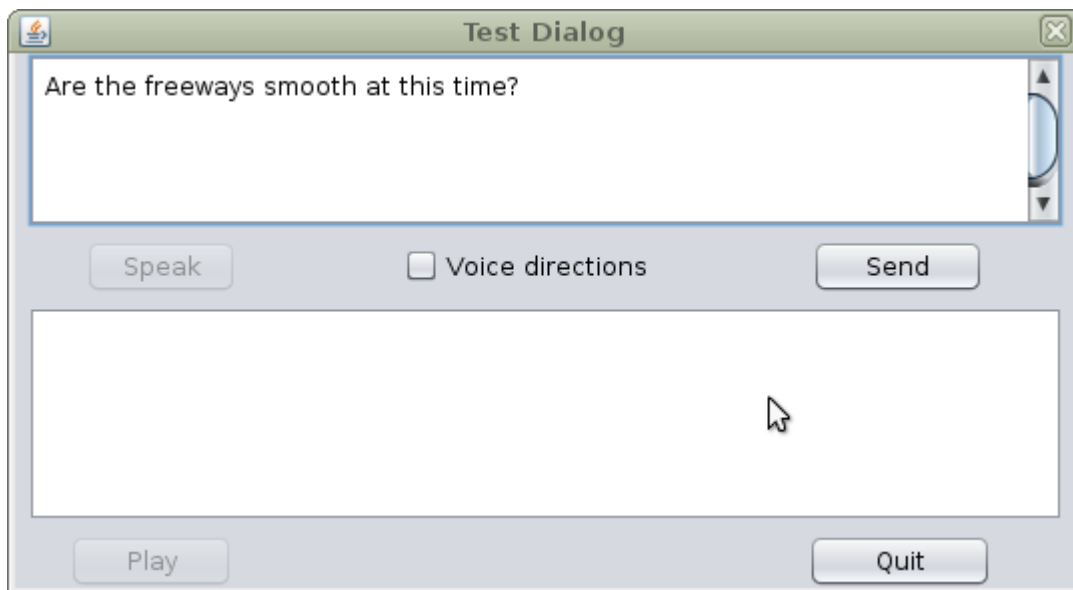 Test Dialog
Are the freeways smooth at this time?
Speak
Voice directions
Send
Play
Quit